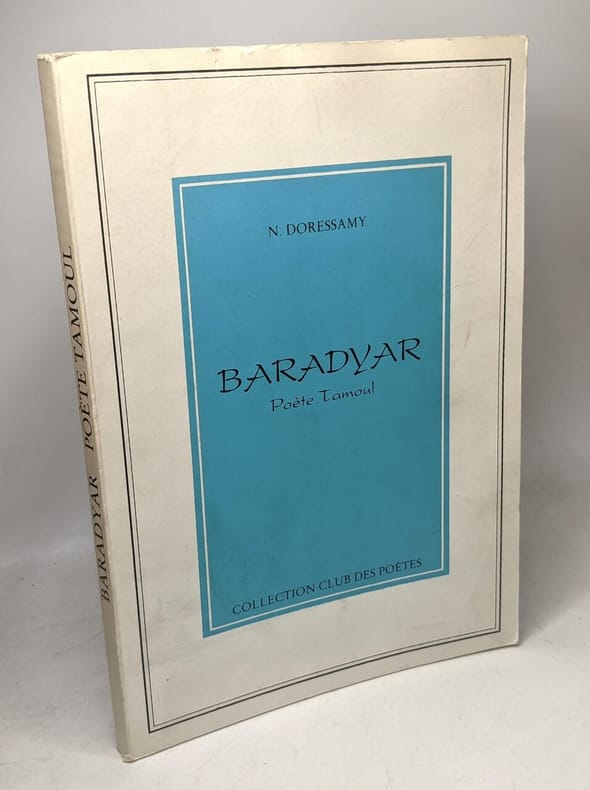 N. DORESSAMY
BARADYAR
Poète Tamoul
COLLECTION CLUB DES POÈTES
BARADYAR POÈTE TAMOUL